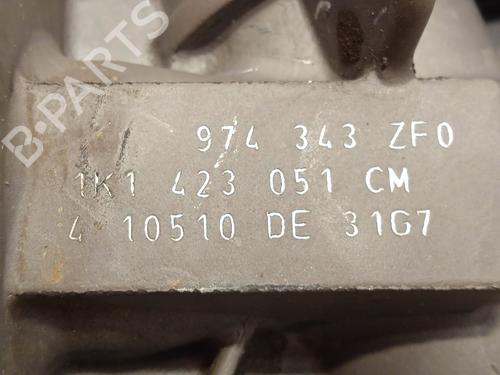 B-PARTS
974 343 ZF0
1K1 423 051 CM
4 10510 DE 31G7